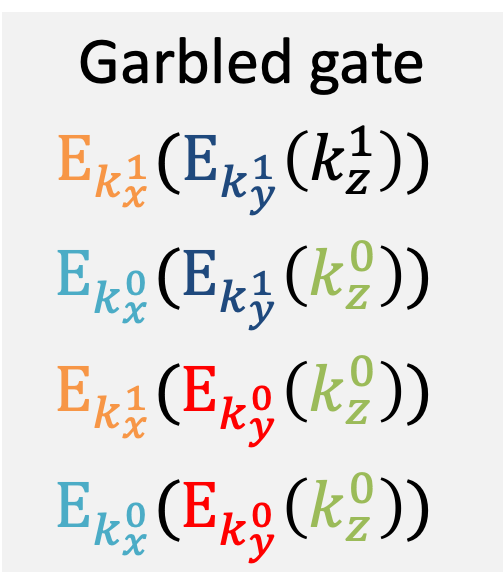 Garbled gate
E_{k_x^1}(E_{k_y^1}(k_z^1))
E_{k_x^0}(E_{k_y^1}(k_z^0))
E_{k_x^1}(E_{k_y^0}(k_z^0))
E_{k_x^0}(E_{k_y^0}(k_z^0))